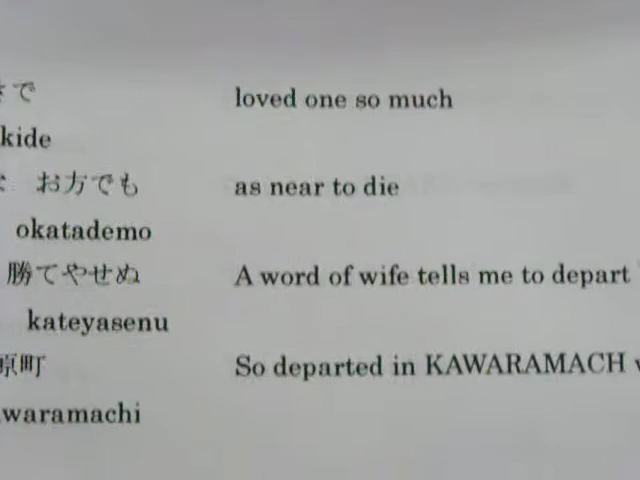 きで loved one so much
kide
お方でも as near to die
okatademo
勝てやせぬ A word of wife tells me to depart
kateyasenu
原町 So departed in KAWARAMACH
waramachi